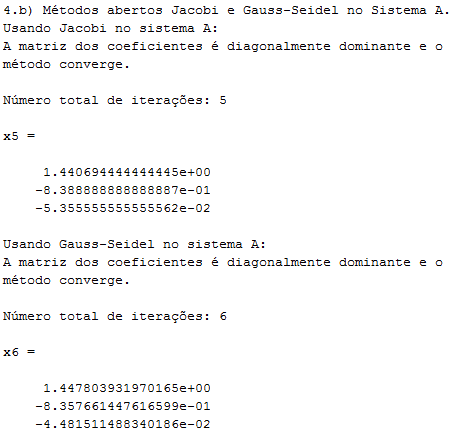 4.b) Métodos abertos Jacobi e Gauss-Seidel no Sistema A.
Usando Jacobi no sistema A:
A matriz dos coeficientes é diagonalmente dominante e o
método converge.
Número total de iterações: 5
x5 =
1.440694444444445e+00
-8.388888888888887e-01
-5.355555555555562e-02
Usando Gauss-Seidel no sistema A:
A matriz dos coeficientes é diagonalmente dominante e o
método converge.
Número total de iterações: 6
x6 =
1.447803931970165e+00
-8.357661447616599e-01
-4.481511488340186e-02